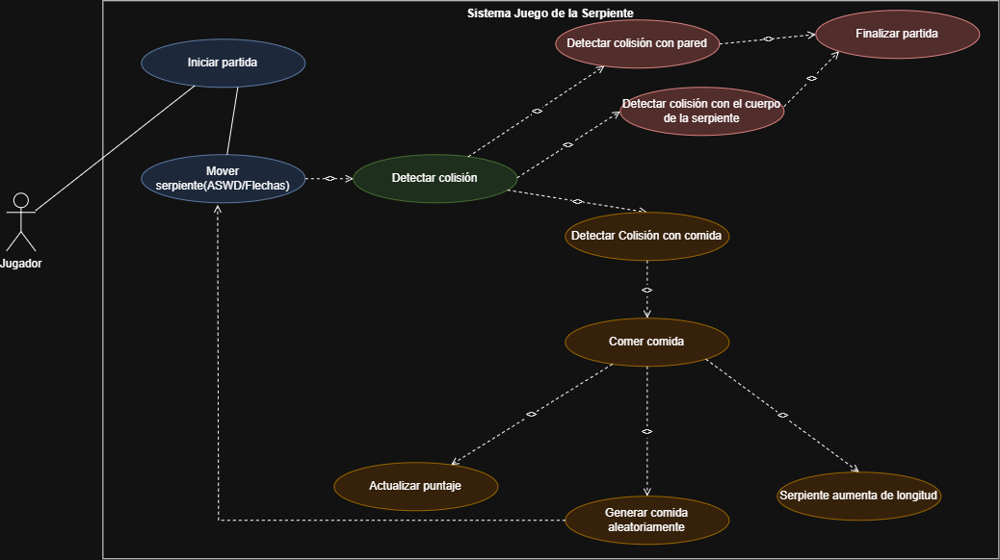 Sistema Juego de la Serpiente
Iniciar partida
Detectar colisión con pared
Finalizar partida
Detectar colisión con el cuerpo
de la serpiente
Mover
serpiente(ASWD/Flechas)
Detectar colisión
Jugador
Detectar Colisión con comida
Comer comida
Actualizar puntaje
Generar comida
aleatoriamente
Serpiente aumenta de longitud